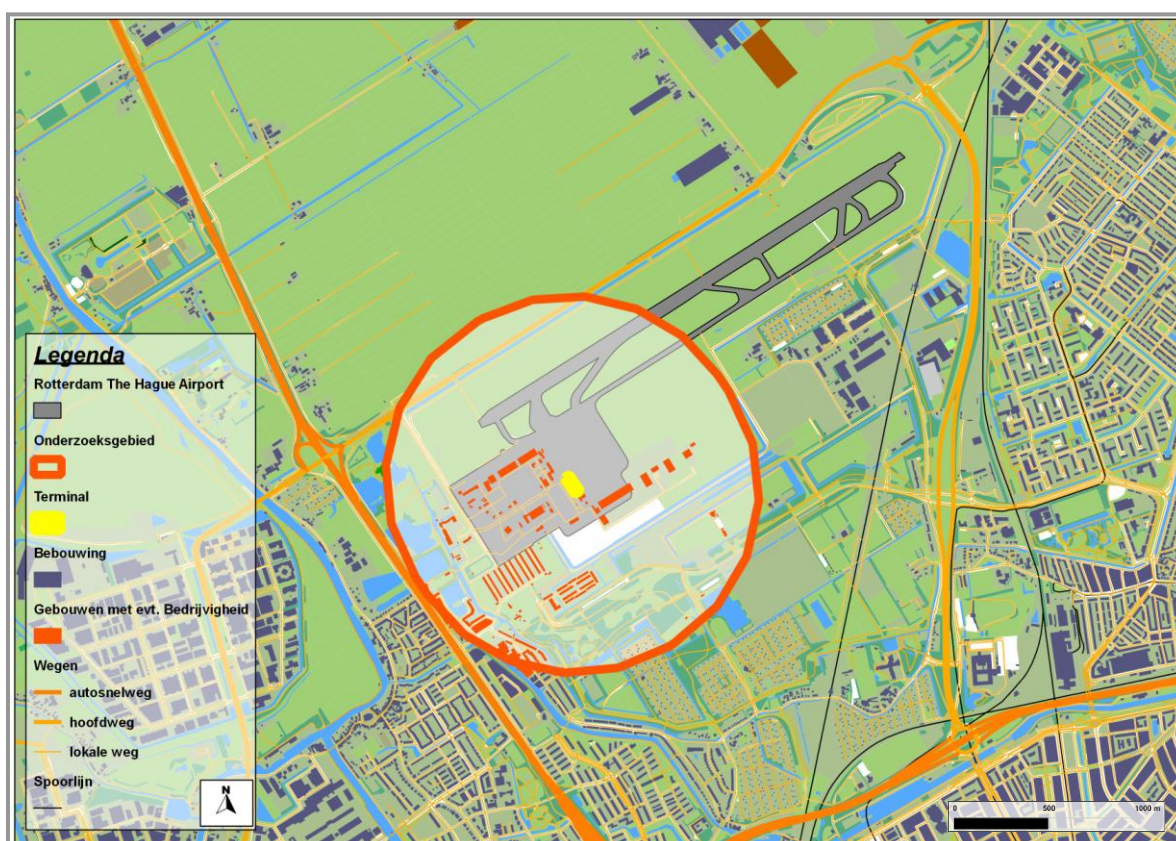 Legenda
Rotterdam The Hague Airport
Onderzoeksgebied
Terminal
Bebouwing
Gebouwen met evt. Bedrijvigheid
Wegen
autosnelweg
hoofdweg
lokale weg
Spoorlijn
N
0 500 1000 m